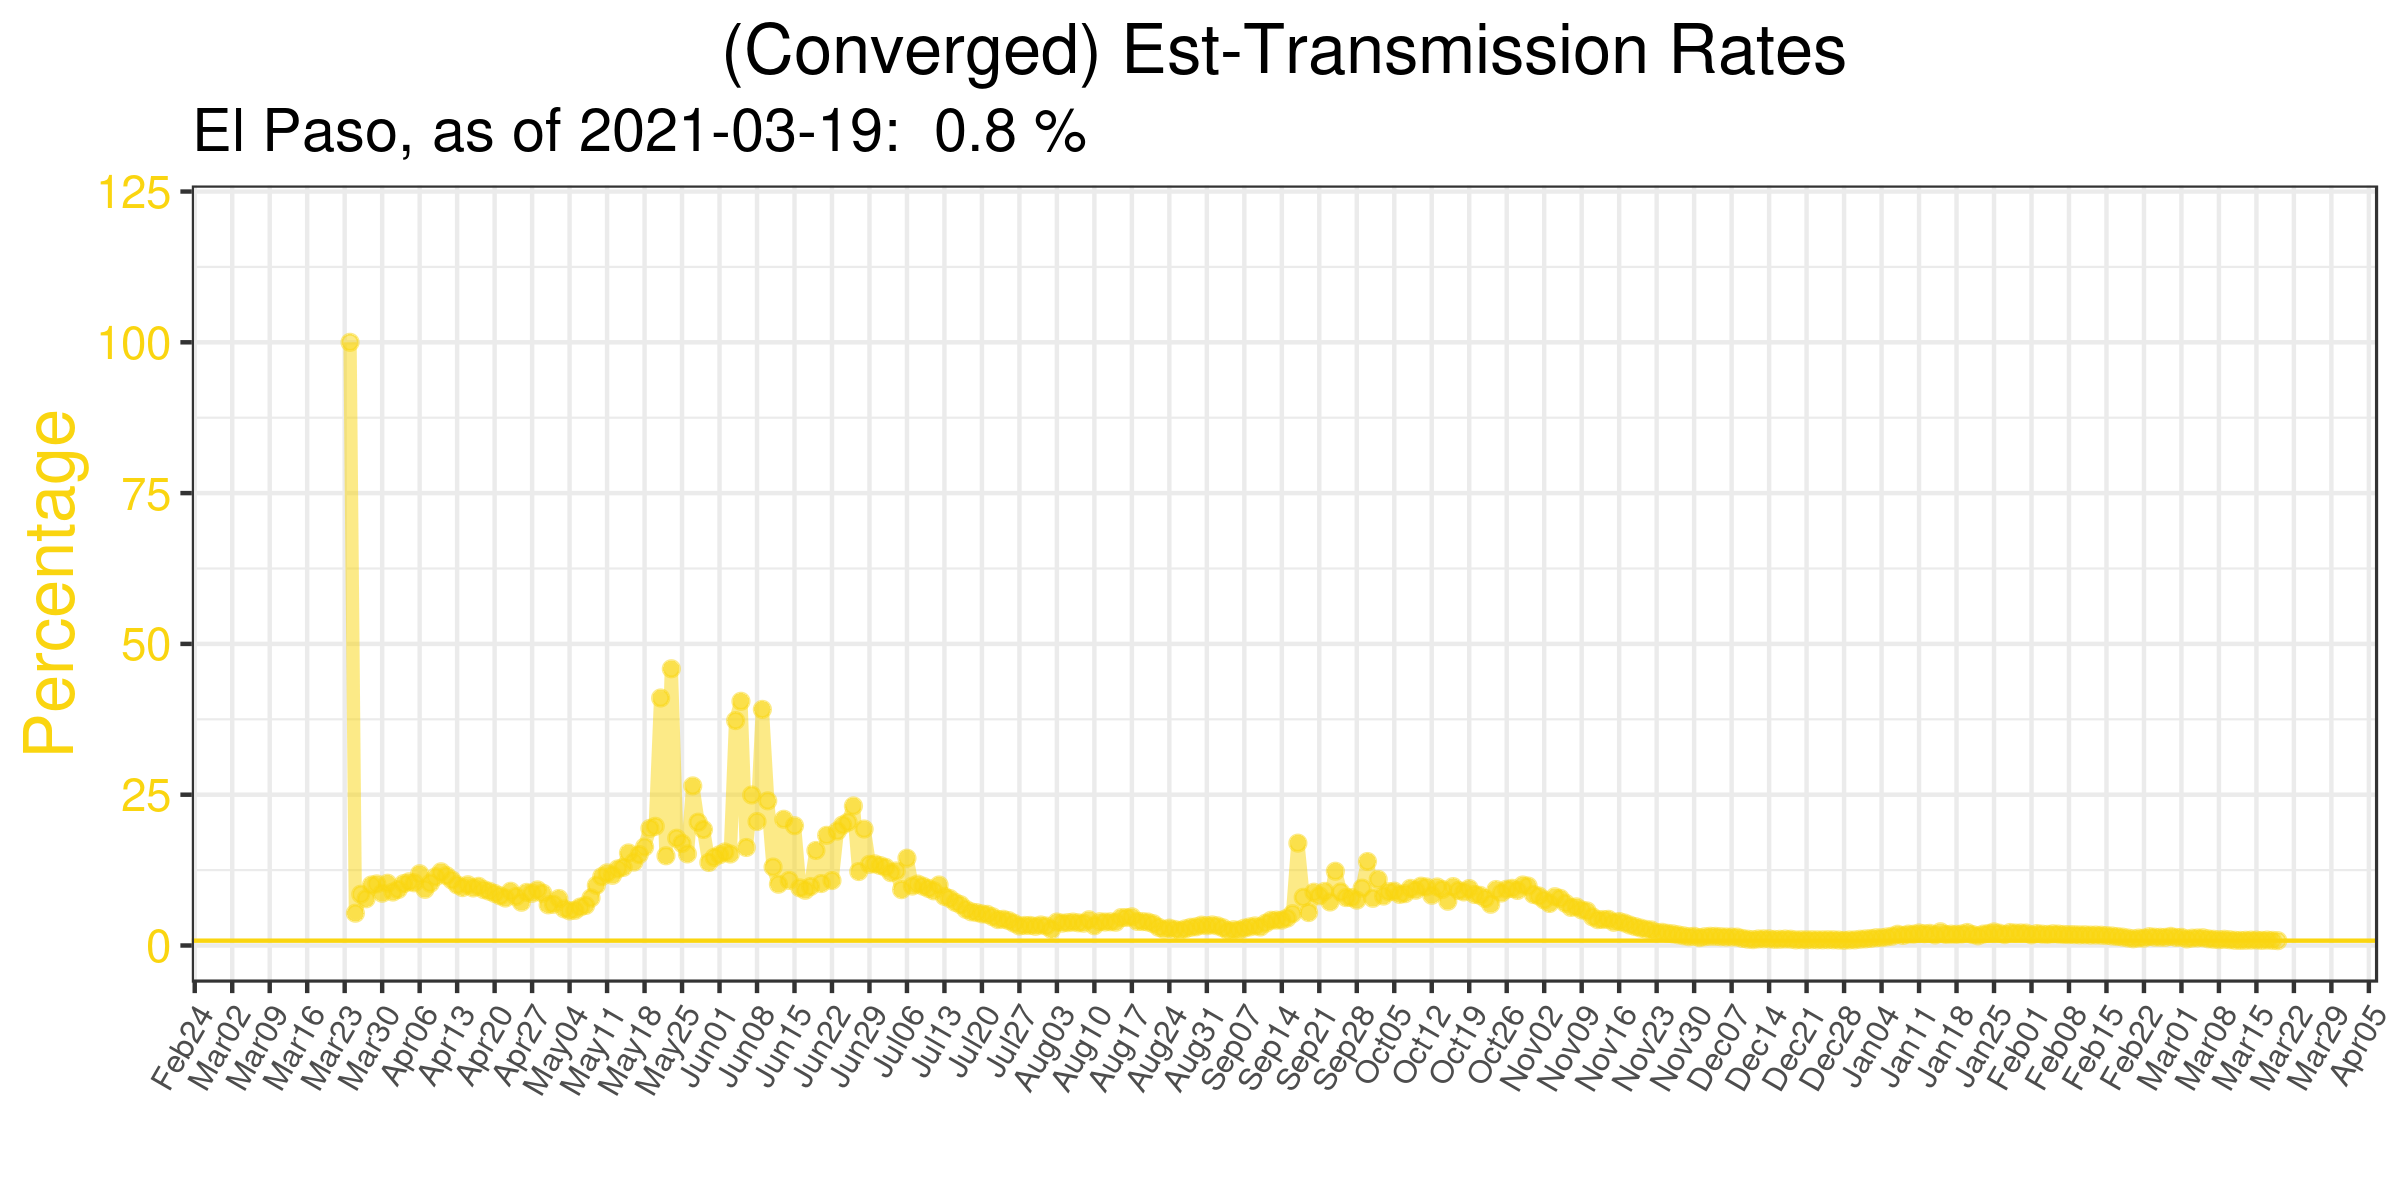 (Converged) Est-Transmission Rates
El Paso, as of 2021-03-19:  0.8 %
Percentage
125
100
75
50
25
0
Feb24
Mar02
Mar09
Mar16
Mar23
Mar30
Apr06
Apr13
Apr20
Apr27
May04
May11
May18
May25
Jun01
Jun08
Jun15
Jun22
Jun29
Jul06
Jul13
Jul20
Jul27
Aug03
Aug10
Aug17
Aug24
Aug31
Sep07
Sep14
Sep21
Sep28
Oct05
Oct12
Oct19
Oct26
Nov02
Nov09
Nov16
Nov23
Nov30
Dec07
Dec14
Dec21
Dec28
Jan04
Jan11
Jan18
Jan25
Feb01
Feb08
Feb15
Feb22
Mar01
Mar08
Mar15
Mar22
Mar29
Apr05